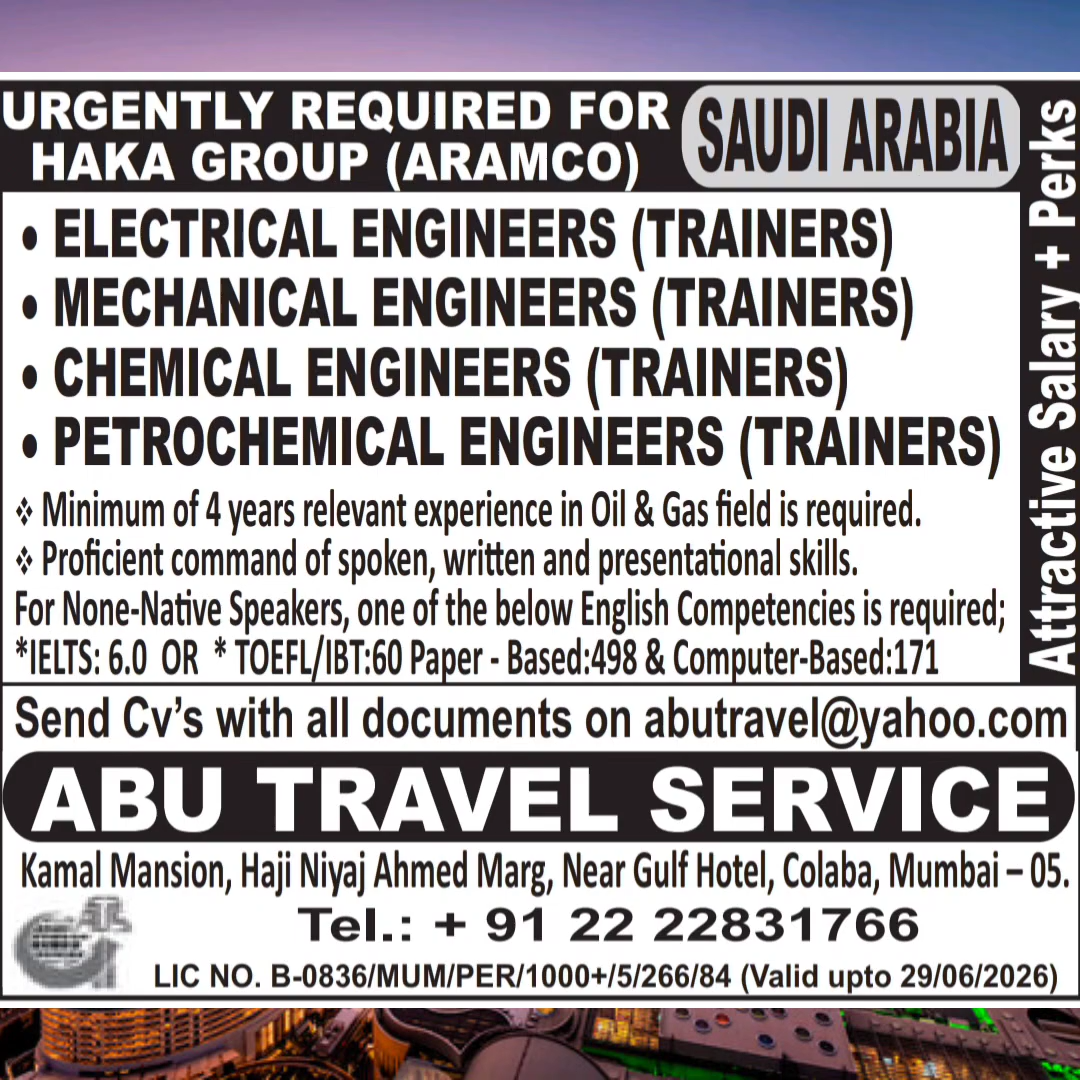 URGENTLY REQUIRED FOR
HAKA GROUP (ARAMCO)
SAUDI ARABIA
Attractive Salary + Perks
• ELECTRICAL ENGINEERS (TRAINERS)
• MECHANICAL ENGINEERS (TRAINERS)
• CHEMICAL ENGINEERS (TRAINERS)
• PETROCHEMICAL ENGINEERS (TRAINERS)
❖ Minimum of 4 years relevant experience in Oil & Gas field is required.
❖ Proficient command of spoken, written and presentational skills.
For None-Native Speakers, one of the below English Competencies is required;
*IELTS: 6.0 OR * TOEFL/IBT:60 Paper - Based:498 & Computer-Based:171
Send Cv's with all documents on abutravel@yahoo.com
ABU TRAVEL SERVICE
Kamal Mansion, Haji Niyaj Ahmed Marg, Near Gulf Hotel, Colaba, Mumbai – 05.
Tel.: + 91 22 22831766
LIC NO. B-0836/MUM/PER/1000+/5/266/84 (Valid upto 29/06/2026)